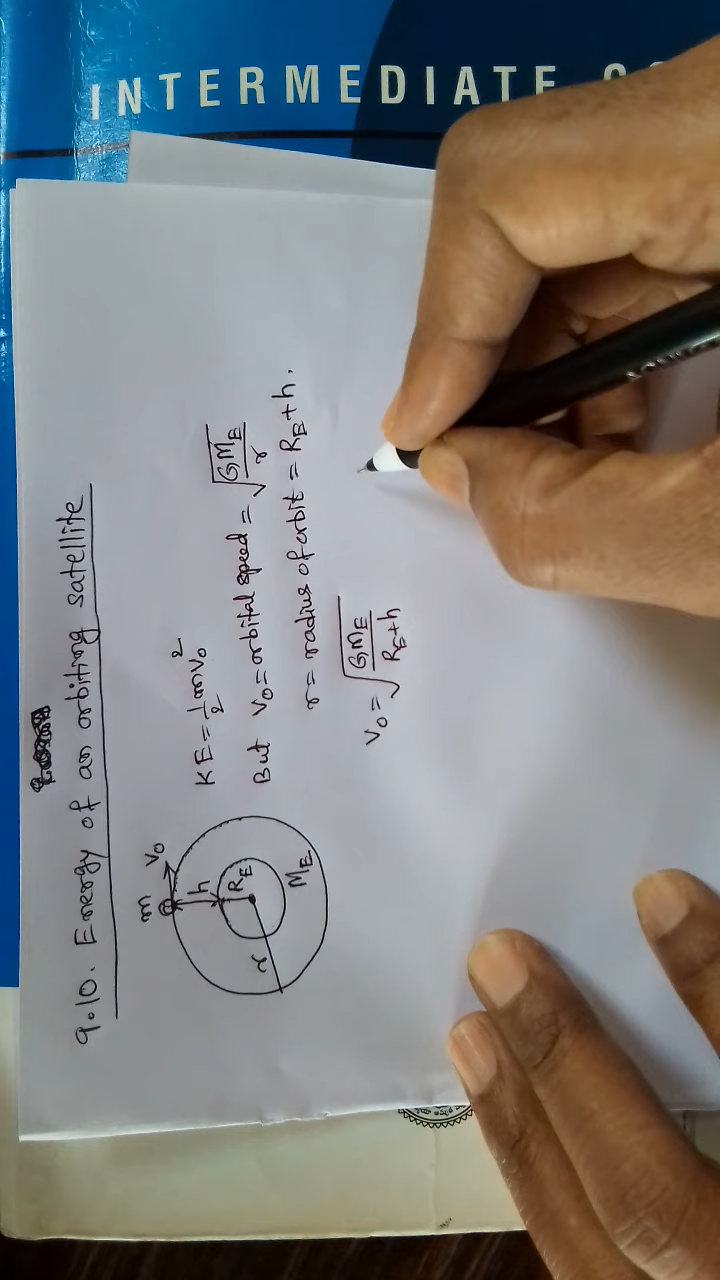 INTERMEDIATE
9.10. Energy of an orbiting satellite
m
v₀
h
R_E
r
M_E
KE = 1/2 mv₀²
But v₀ = orbital speed = √(GM_E/r)
r = radius of orbit = R_E + h.
v₀ = √(GM_E/(R_E + h))